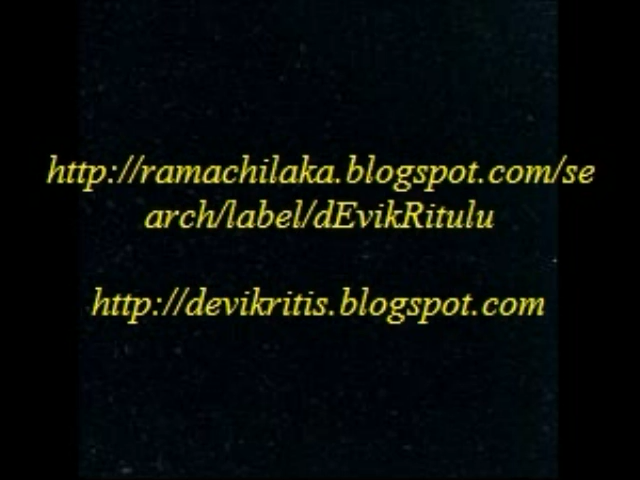 http://ramachilaka.blogspot.com/se
arch/label/dEvikRitulu
http://devikritis.blogspot.com